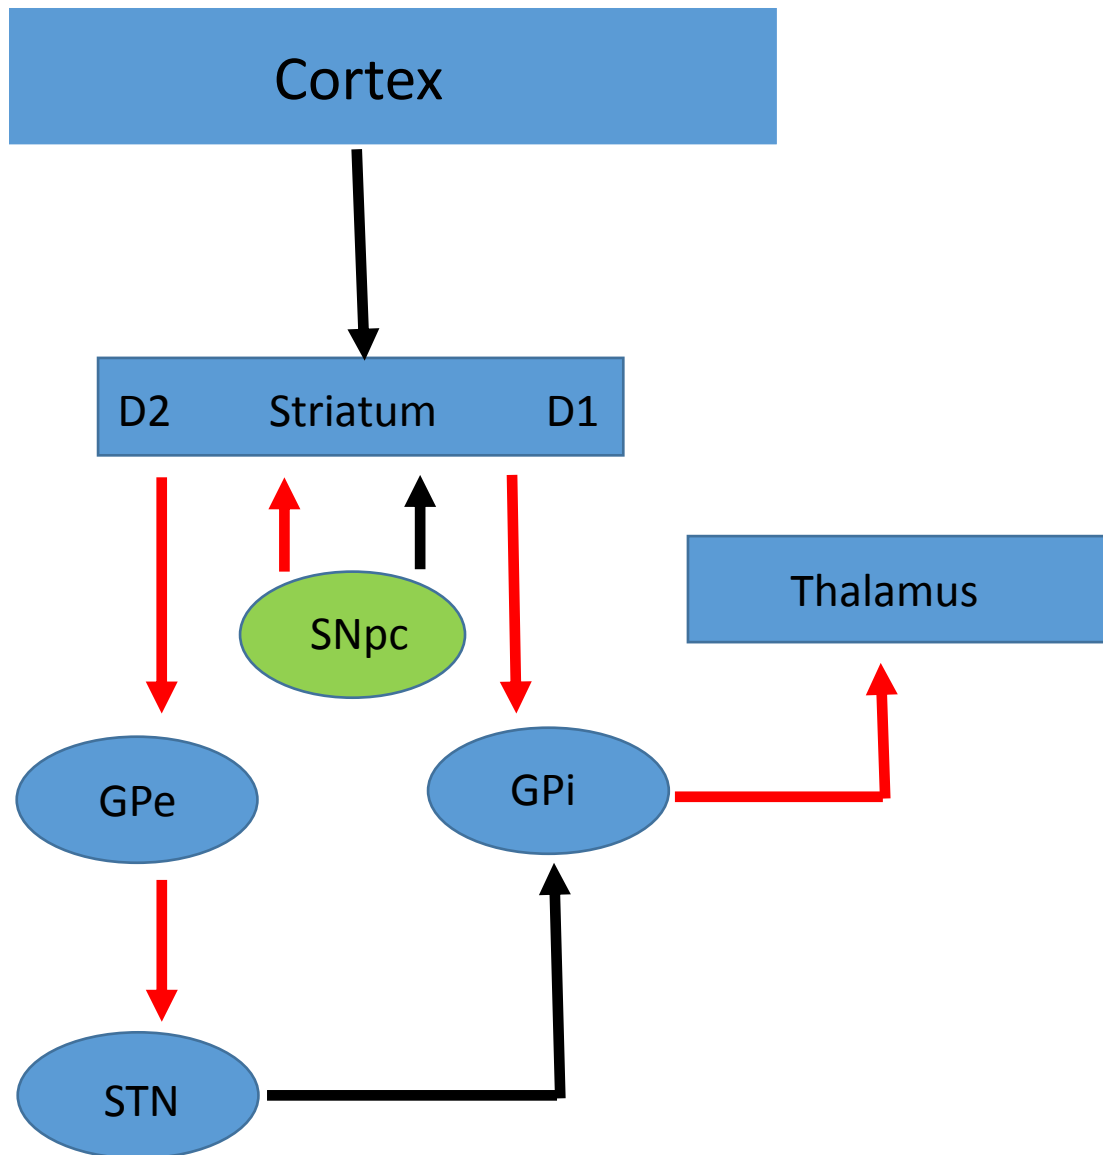 Cortex
D2 Striatum D1
SNpc
Thalamus
GPe
GPi
STN